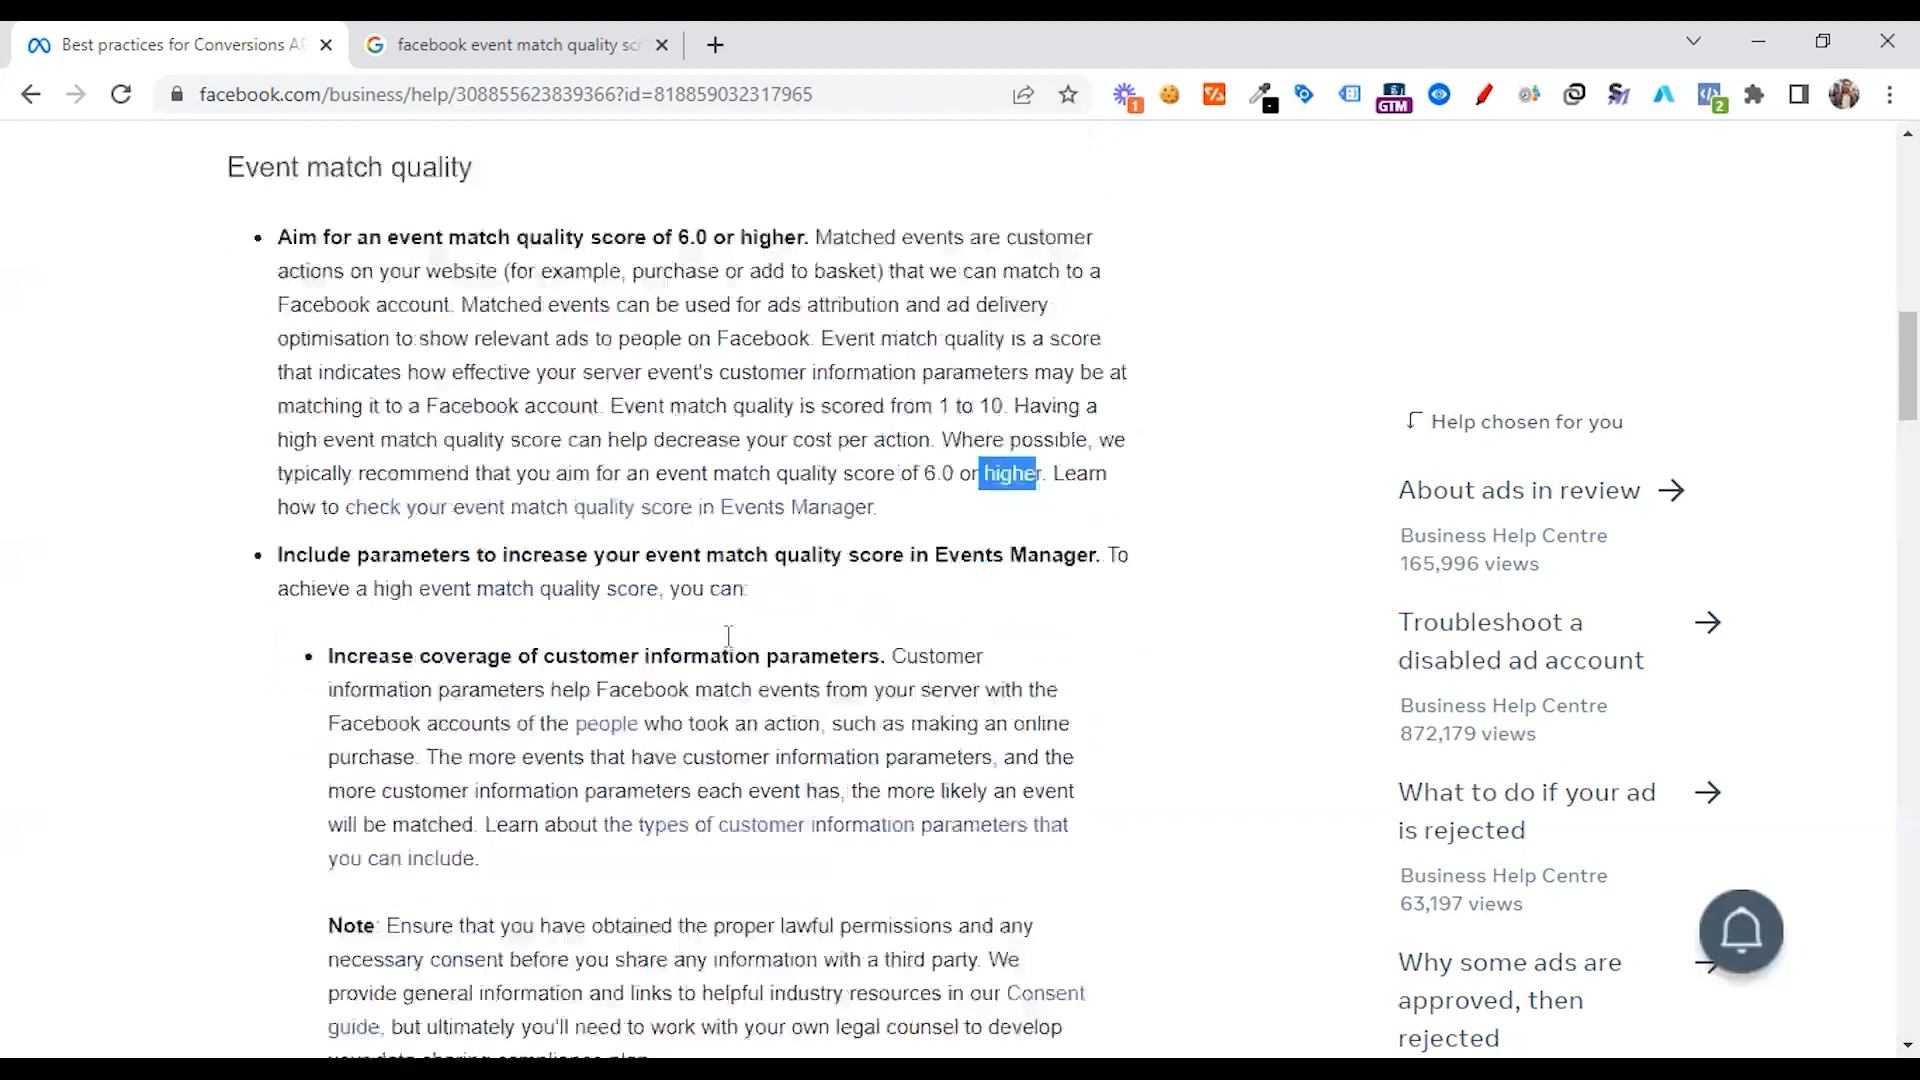 Best practices for Conversions A
facebook event match quality sc
facebook.com/business/help/308855623839366?id=818859032317965
1
GTM
2
Event match quality
• Aim for an event match quality score of 6.0 or higher. Matched events are customer
actions on your website (for example, purchase or add to basket) that we can match to a
Facebook account. Matched events can be used for ads attribution and ad delivery
optimisation to show relevant ads to people on Facebook. Event match quality is a score
that indicates how effective your server event's customer information parameters may be at
matching it to a Facebook account. Event match quality is scored from 1 to 10. Having a
high event match quality score can help decrease your cost per action. Where possible, we
typically recommend that you aim for an event match quality score of 6.0 or higher. Learn
how to check your event match quality score in Events Manager.
• Include parameters to increase your event match quality score in Events Manager. To
achieve a high event match quality score, you can:
• Increase coverage of customer information parameters. Customer
information parameters help Facebook match events from your server with the
Facebook accounts of the people who took an action, such as making an online
purchase. The more events that have customer information parameters, and the
more customer information parameters each event has, the more likely an event
will be matched. Learn about the types of customer information parameters that
you can include.
Note: Ensure that you have obtained the proper lawful permissions and any
necessary consent before you share any information with a third party. We
provide general information and links to helpful industry resources in our Consent
guide, but ultimately you'll need to work with your own legal counsel to develop
your data sharing compliance plan.
Help chosen for you
About ads in review
Business Help Centre
165,996 views
Troubleshoot a
disabled ad account
Business Help Centre
872,179 views
What to do if your ad
is rejected
Business Help Centre
63,197 views
Why some ads are
approved, then
rejected